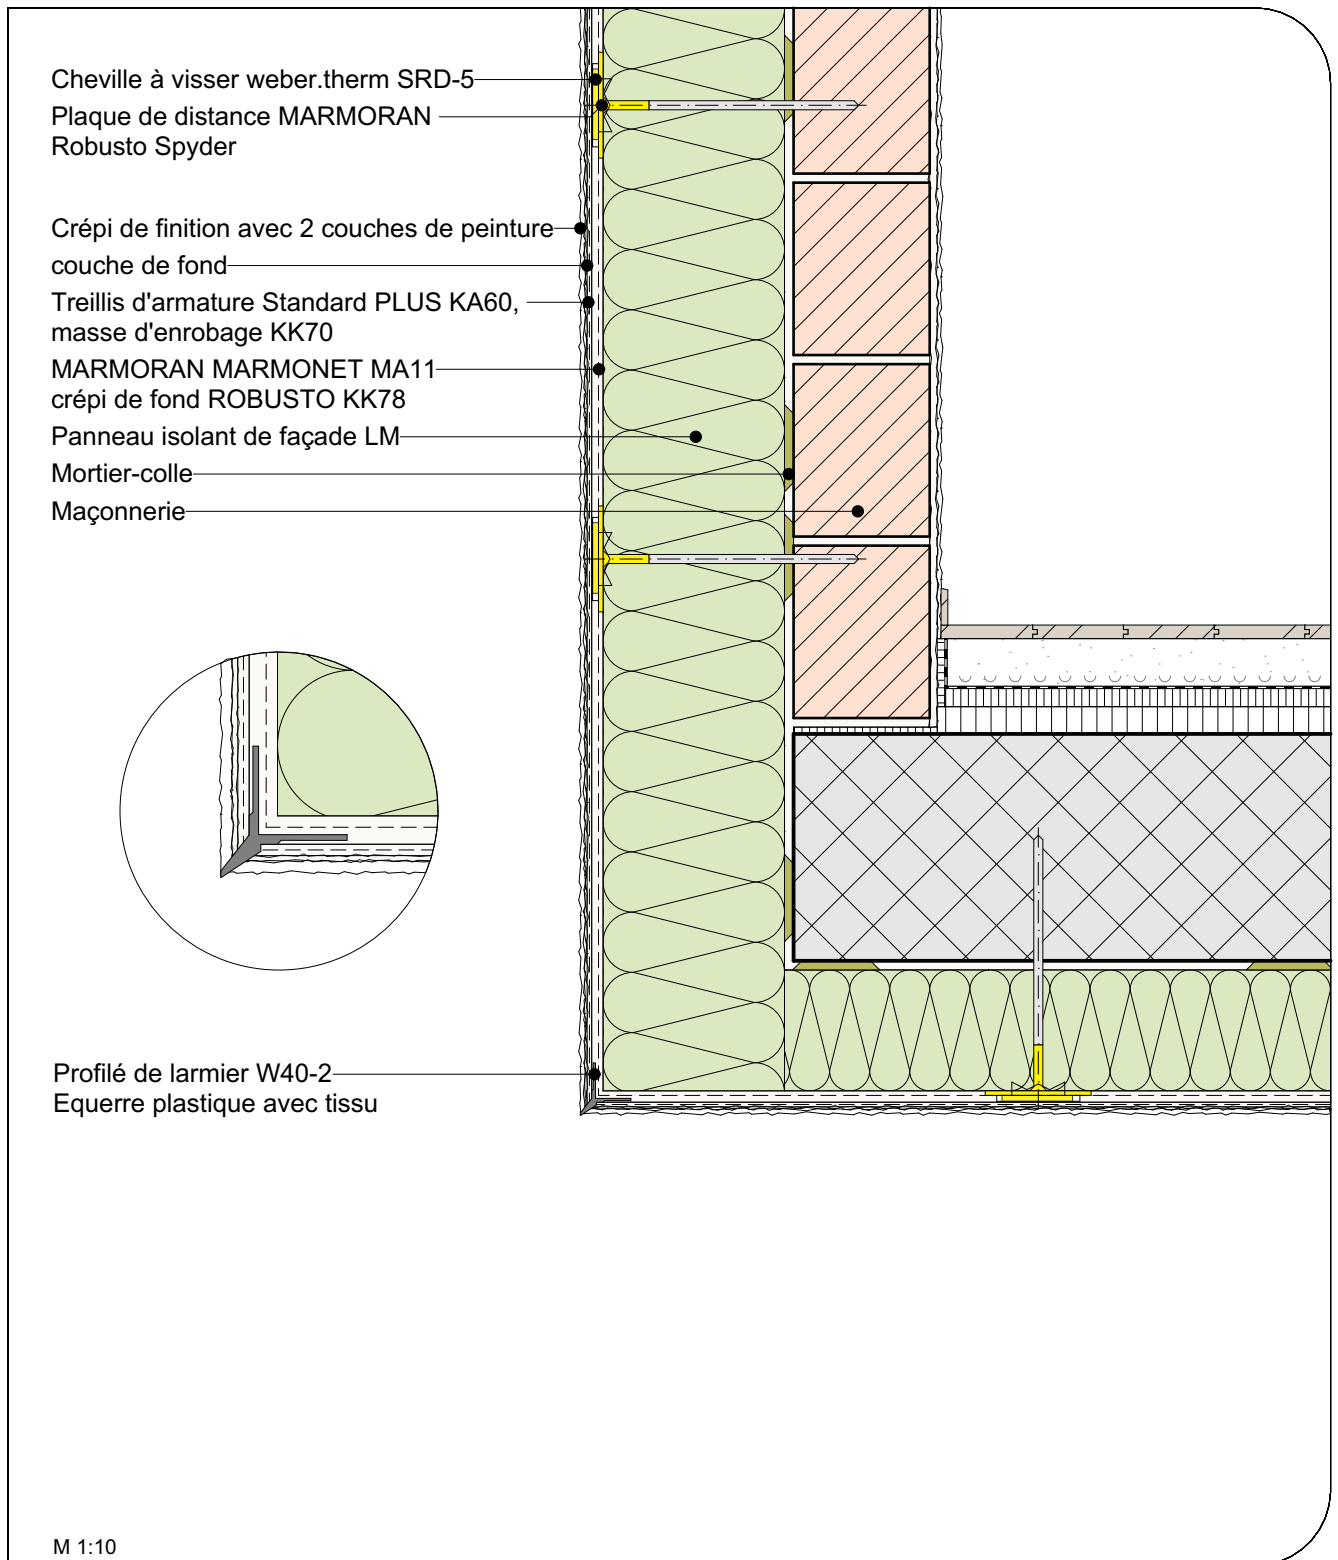 Cheville à visser weber.therm SRD-5
Plaque de distance MARMORAN
Robusto Spyder
Crépi de finition avec 2 couches de peinture
couche de fond
Treillis d'armature Standard PLUS KA60,
masse d'enrobage KK70
MARMORAN MARMONET MA11
crépi de fond ROBUSTO KK78
Panneau isolant de façade LM
Mortier-colle
Maçonnerie
Profilé de larmier W40-2
Equerre plastique avec tissu
M 1:10